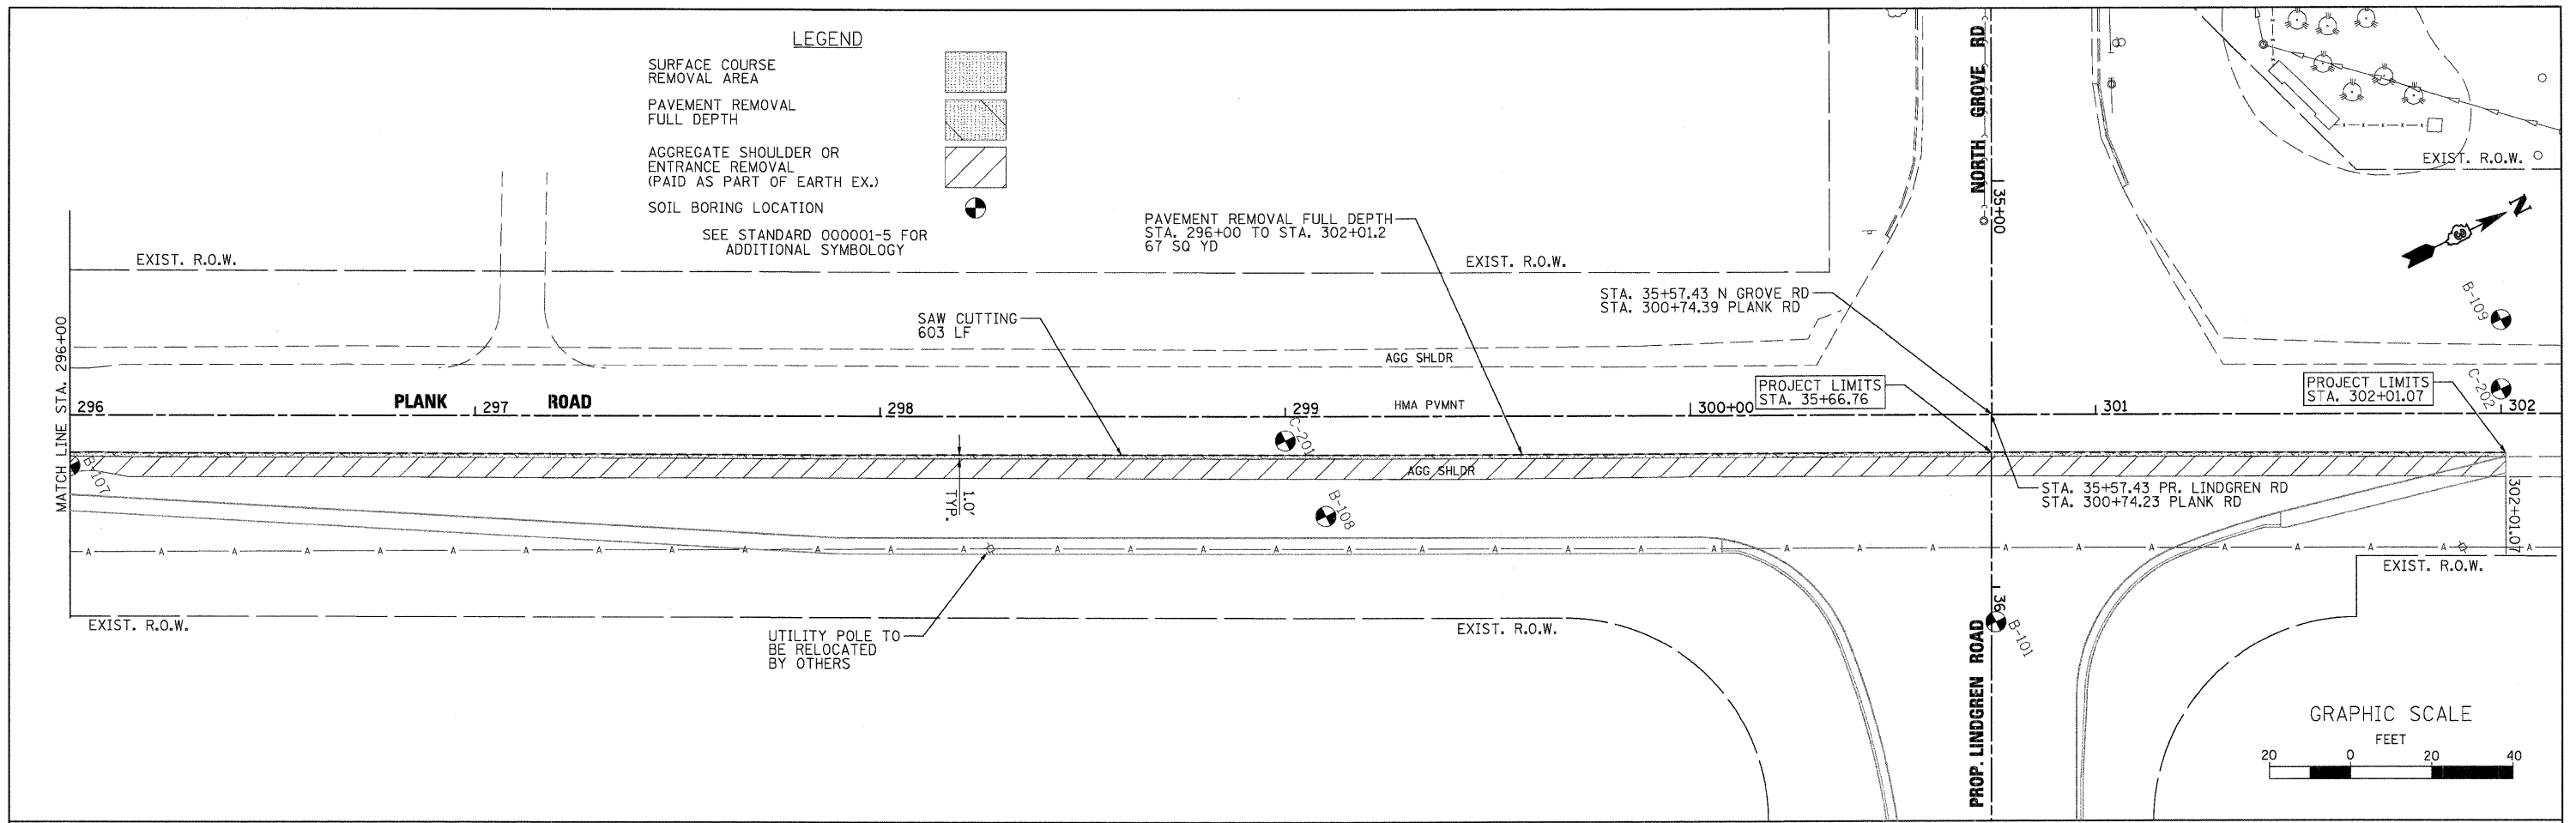 LEGEND
SURFACE COURSE
REMOVAL AREA
PAVEMENT REMOVAL
FULL DEPTH
AGGREGATE SHOULDER OR
ENTRANCE REMOVAL
(PAID AS PART OF EARTH EX.)
SOIL BORING LOCATION
SEE STANDARD 000001-5 FOR
ADDITIONAL SYMBOLOGY
NORTH GROVE RD
35+00
EXIST. R.O.W.
N
EXIST. R.O.W.
PAVEMENT REMOVAL FULL DEPTH
STA. 296+00 TO STA. 302+01.2
67 SQ YD
EXIST. R.O.W.
STA. 35+57.43 N GROVE RD
STA. 300+74.39 PLANK RD
B-109
SAW CUTTING
603 LF
MATCH LINE STA. 296+00
AGG SHLDR
PROJECT LIMITS
STA. 35+66.76
PROJECT LIMITS
STA. 302+01.07
C-202
296
PLANK
297
ROAD
298
299
HMA PVMNT
300+00
301
302
C-201
B-107
AGG SHLDR
1.0'
TYP.
B-108
STA. 35+57.43 PR. LINDGREN RD
STA. 300+74.23 PLANK RD
302+01.07
A A A A A A A A A A A A A A A A A A A A A A A A A A A A A A A A A A
EXIST. R.O.W.
EXIST. R.O.W.
UTILITY POLE TO
BE RELOCATED
BY OTHERS
EXIST. R.O.W.
36
B-101
PROP. LINDGREN ROAD
GRAPHIC SCALE
FEET
20 0 20 40